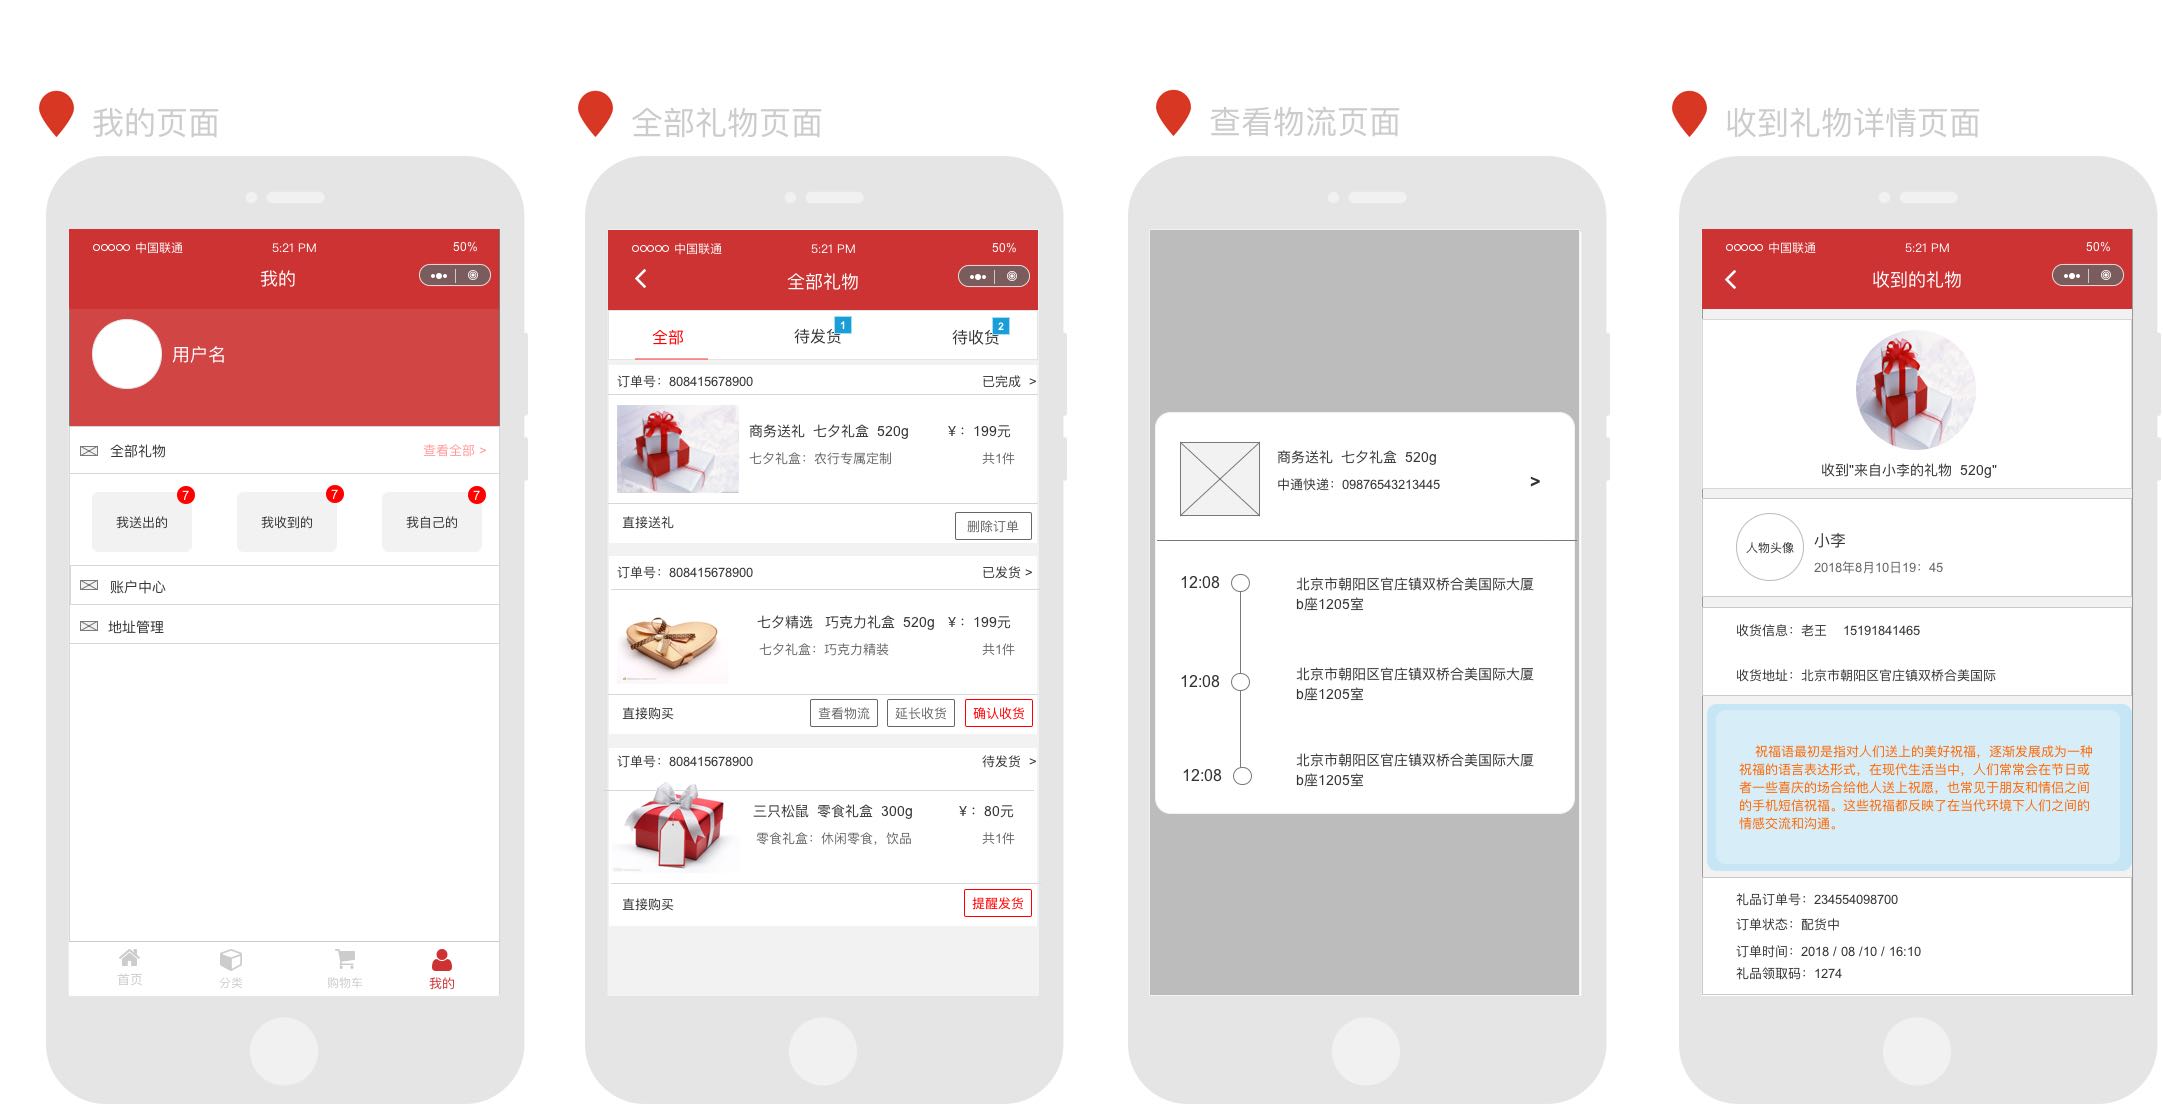 我的页面
中国联通 5:21 PM 50%
我的
用户名
全部礼物 查看全部 >
7 7 7
我送出的 我收到的 我自己的
账户中心
地址管理
首页 分类 购物车 我的
全部礼物页面
中国联通 5:21 PM 50%
全部礼物
全部 待发货 1 待收货 2
订单号：808415678900 已完成 >
商务送礼 七夕礼盒 520g ¥：199元
七夕礼盒：农行专属定制 共1件
直接送礼 删除订单
订单号：808415678900 已发货 >
七夕精选 巧克力礼盒 520g ¥：199元
七夕礼盒：巧克力精装 共1件
直接购买 查看物流 延长收货 确认收货
订单号：808415678900 待发货 >
三只松鼠 零食礼盒 300g ¥：80元
零食礼盒：休闲零食，饮品 共1件
直接购买 提醒发货
查看物流页面
商务送礼 七夕礼盒 520g
中通快递：09876543213445 >
12:08 北京市朝阳区官庄镇双桥合美国际大厦
b座1205室
12:08 北京市朝阳区官庄镇双桥合美国际大厦
b座1205室
12:08 北京市朝阳区官庄镇双桥合美国际大厦
b座1205室
收到礼物详情页面
中国联通 5:21 PM 50%
收到的礼物
收到"来自小李的礼物 520g"
人物头像 小李
2018年8月10日19：45
收货信息：老王 15191841465
收货地址：北京市朝阳区官庄镇双桥合美国际
祝福语最初是指对人们送上的美好祝福，逐渐发展成为一种
祝福的语言表达形式，在现代生活当中，人们常常会在节日或
者一些喜庆的场合给他人送上祝愿，也常见于朋友和情侣之间
的手机短信祝福。这些祝福都反映了在当代环境下人们之间的
情感交流和沟通。
礼品订单号：234554098700
订单状态：配货中
订单时间：2018 / 08 /10 / 16:10
礼品领取码：1274